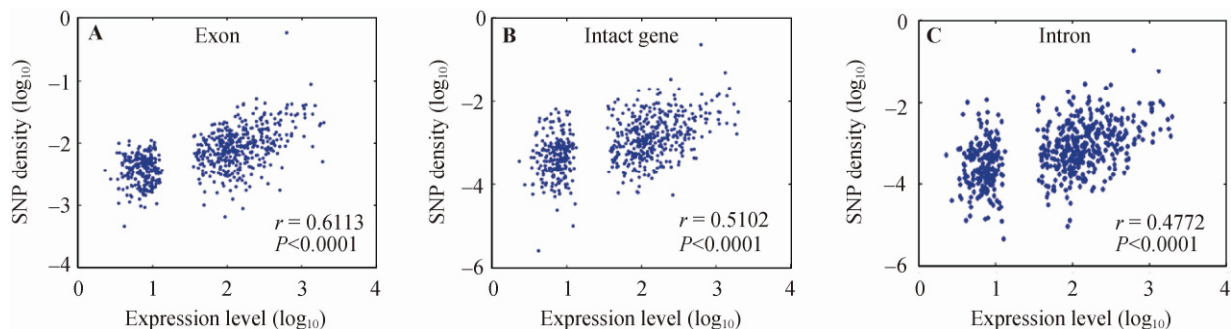 A
Exon
0
−1
−2
−3
−4
SNP density (log₁₀)
r = 0.6113
P<0.0001
0 1 2 3 4
Expression level (log₁₀)
B
Intact gene
0
−2
−4
−6
SNP density (log₁₀)
r = 0.5102
P<0.0001
0 1 2 3 4
Expression level (log₁₀)
C
Intron
−0
−2
−4
−6
SNP density (log₁₀)
r = 0.4772
P<0.0001
0 1 2 3 4
Expression level (log₁₀)